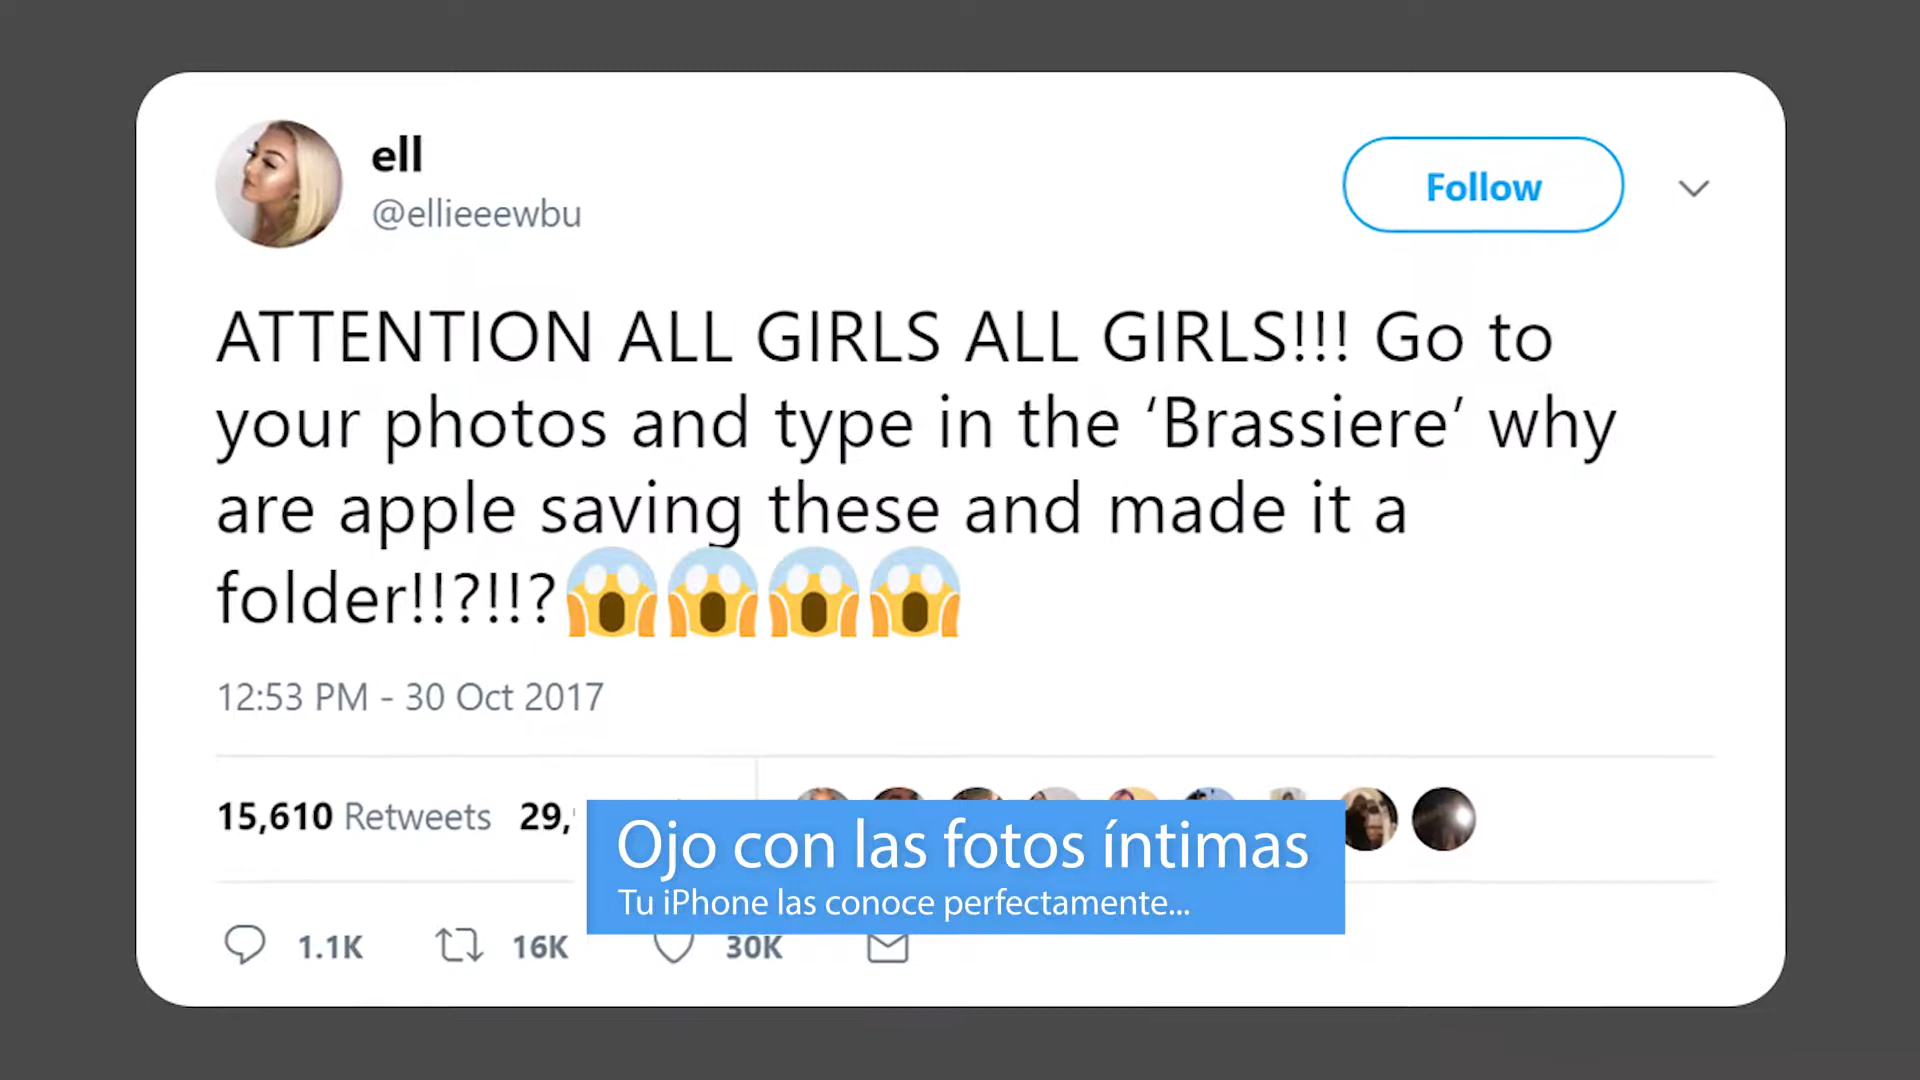 ell
@ellieeewbu
Follow
ATTENTION ALL GIRLS ALL GIRLS!!! Go to
your photos and type in the ‘Brassiere’ why
are apple saving these and made it a
folder!!?!!?😱😱😱😱
12:53 PM - 30 Oct 2017
15,610 Retweets 29,
Ojo con las fotos íntimas
Tu iPhone las conoce perfectamente...
1.1K 16K 30K